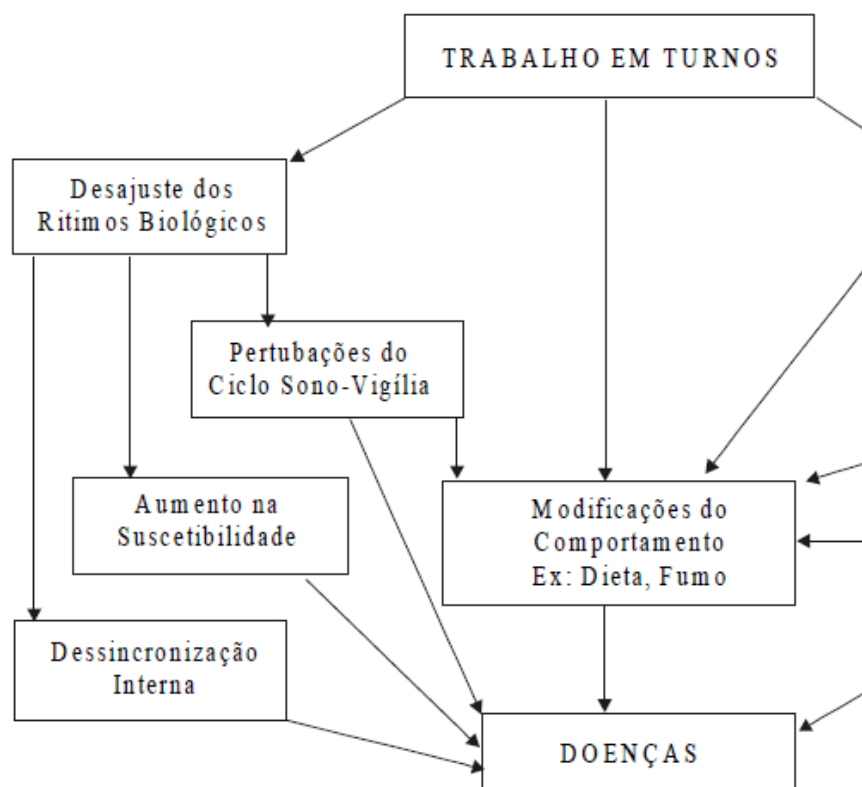 TRABALHO EM TURNOS
Desajuste dos
Ritimos Biológicos
Pertubações do
Ciclo Sono-Vigília
Aumento na
Suscetibilidade
Modificações do
Comportamento
Ex: Dieta, Fumo
Dessincronização
Interna
DOENÇAS